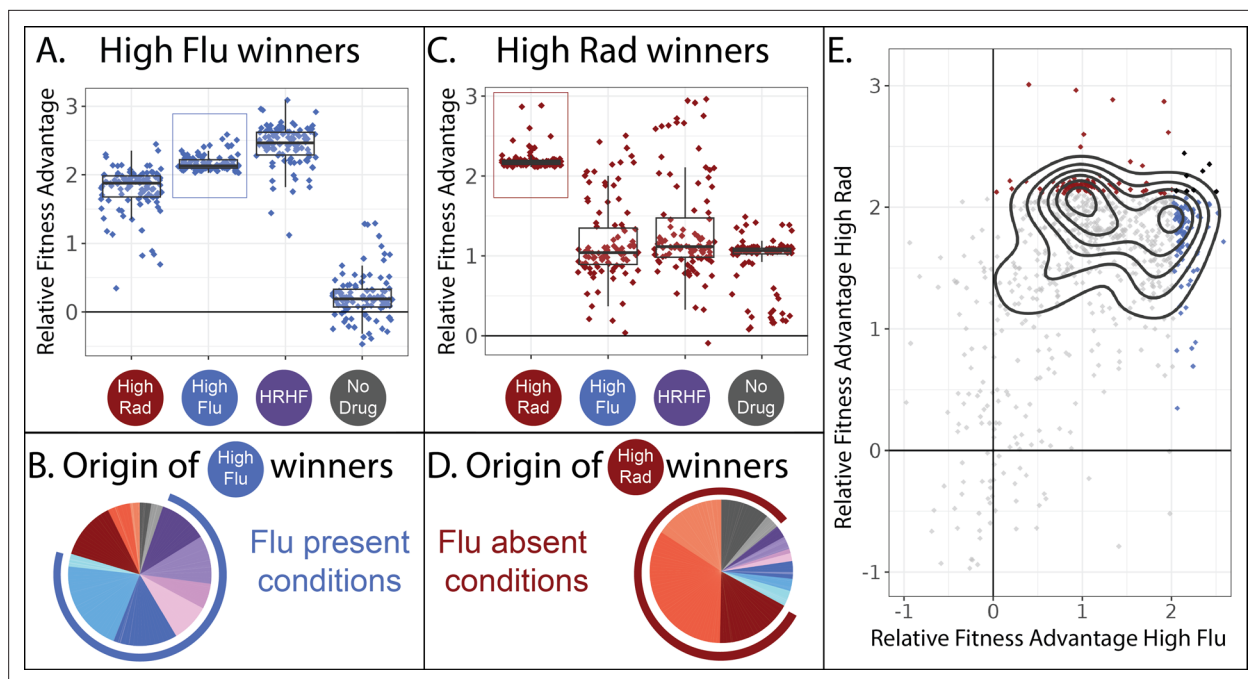 A. High Flu winners
Relative Fitness Advantage
3
2
1
0
High
Rad
High
Flu
HRHF
No
Drug
B. Origin of High Flu winners
Flu present
conditions
C. High Rad winners
Relative Fitness Advantage
3
2
1
0
High
Rad
High
Flu
HRHF
No
Drug
D. Origin of High Rad winners
Flu absent
conditions
E.
Relative Fitness Advantage High Rad
3
2
1
0
-1
-1
0
1
2
Relative Fitness Advantage High Flu